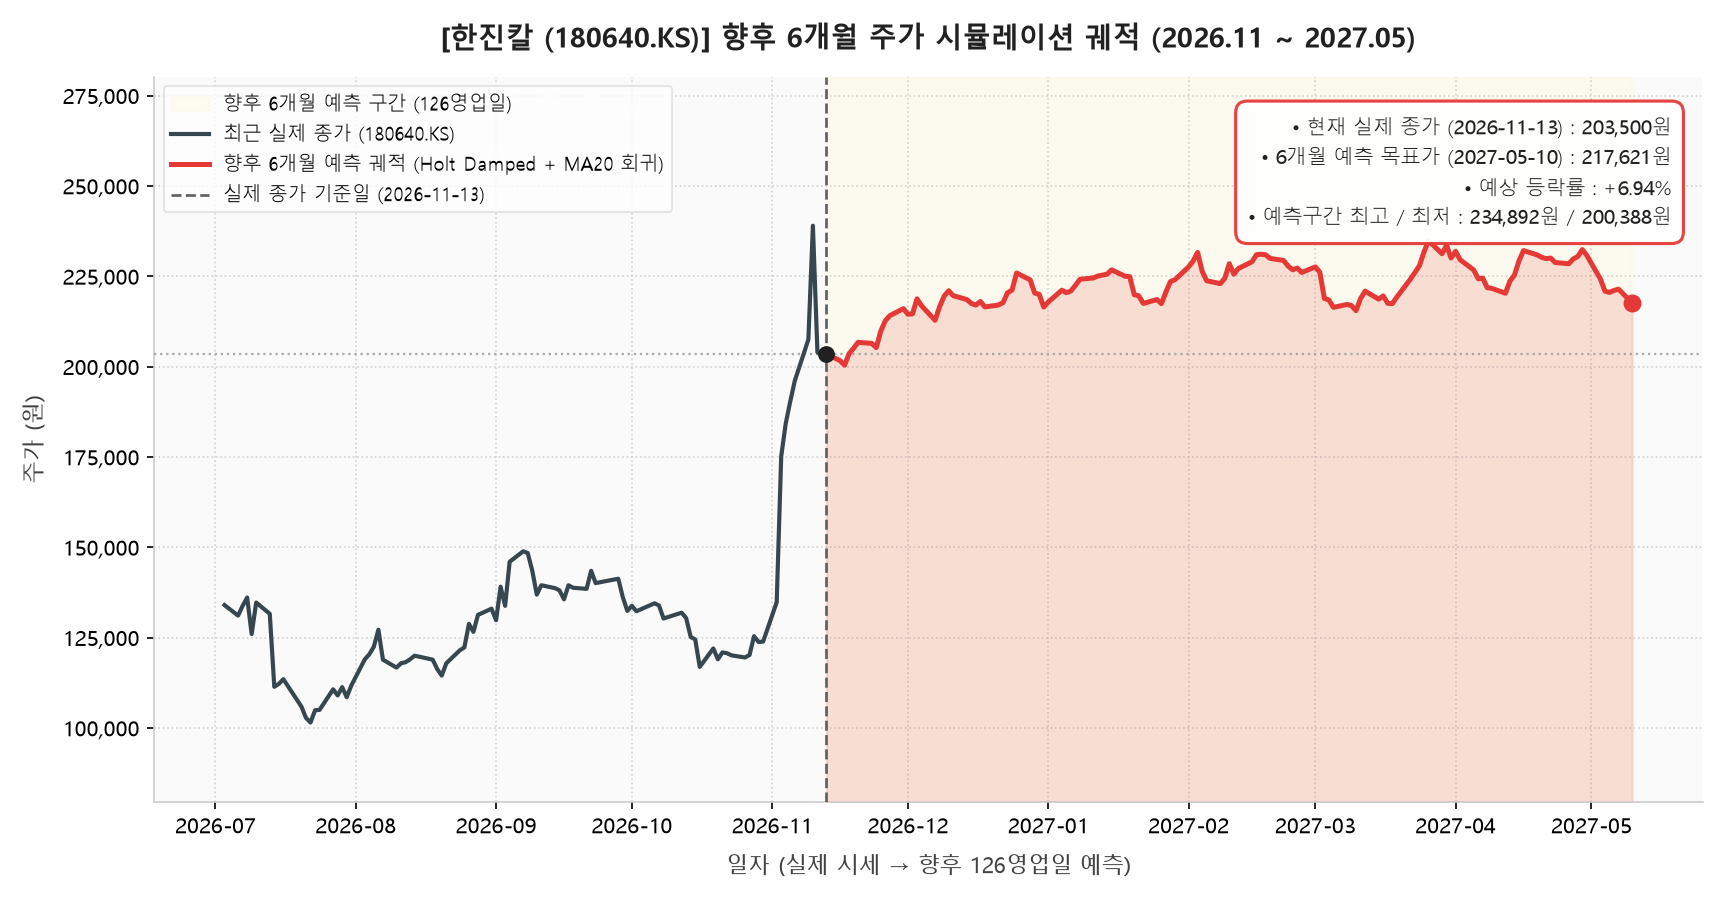 [한진칼 (180640.KS)] 향후 6개월 주가 시뮬레이션 궤적 (2026.11 ~ 2027.05)
향후 6개월 예측 구간 (126영업일)
최근 실제 종가 (180640.KS)
향후 6개월 예측 궤적 (Holt Damped + MA20 회귀)
실제 종가 기준일 (2026-11-13)
• 현재 실제 종가 (2026-11-13) : 203,500원
• 6개월 예측 목표가 (2027-05-10) : 217,621원
• 예상 등락률 : +6.94%
• 예측구간 최고 / 최저 : 234,892원 / 200,388원
주가 (원)
275,000
250,000
225,000
200,000
175,000
150,000
125,000
100,000
2026-07 2026-08 2026-09 2026-10 2026-11 2026-12 2027-01 2027-02 2027-03 2027-04 2027-05
일자 (실제 시세 → 향후 126영업일 예측)